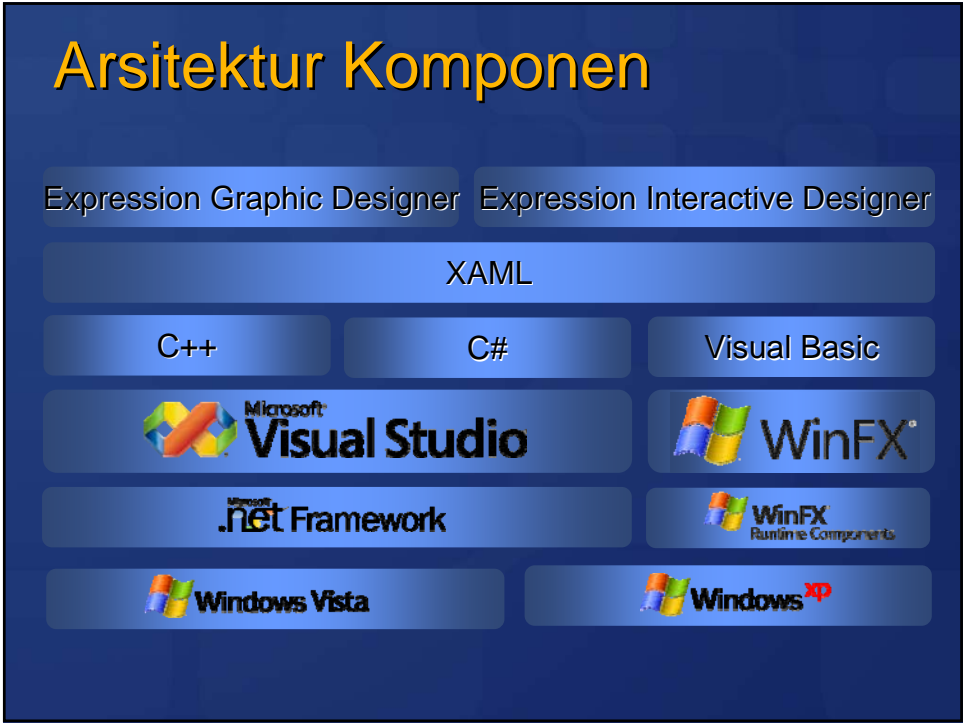 Arsitektur Komponen
Expression Graphic Designer
Expression Interactive Designer
XAML
C++
C#
Visual Basic
Microsoft
Visual Studio
WinFX
Microsoft
.net Framework
WinFX
Runtime Components
Windows Vista
Windows xp